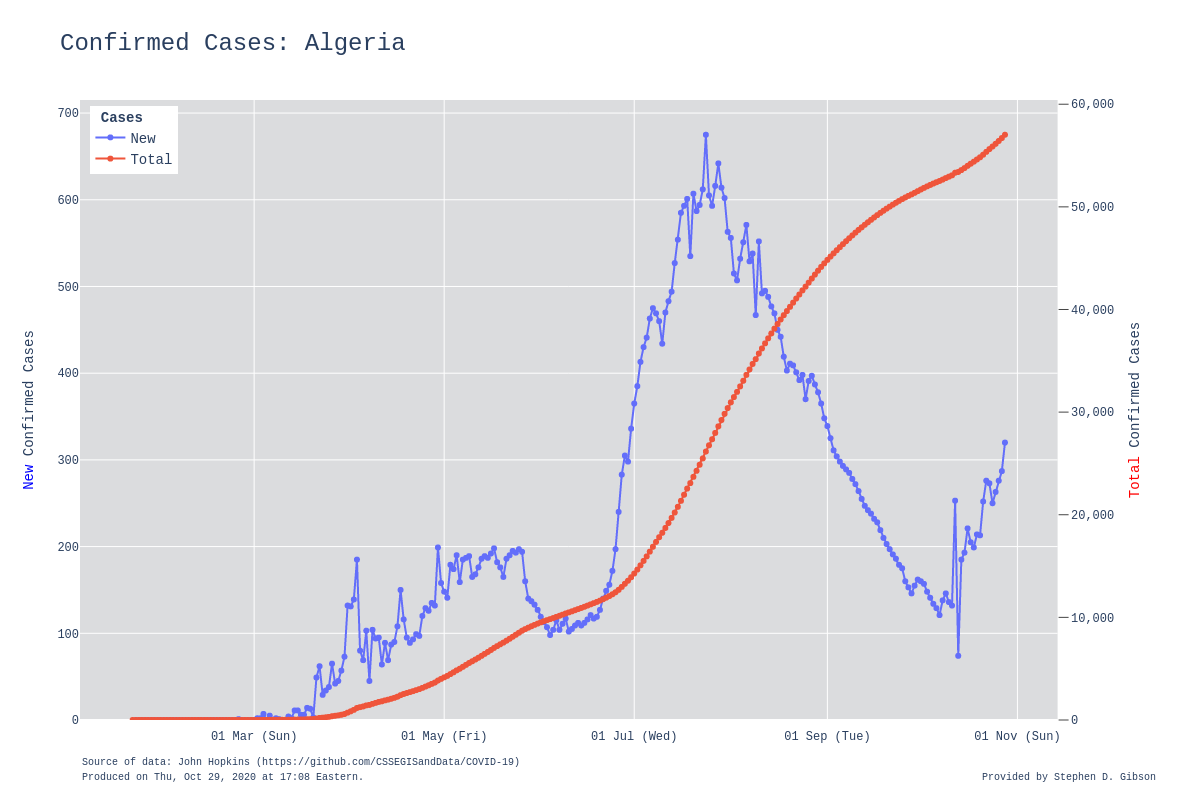 Confirmed Cases: Algeria
Cases
New
Total
700
600
500
400
300
200
100
0
60,000
50,000
40,000
30,000
20,000
10,000
0
New Confirmed Cases
Total Confirmed Cases
01 Mar (Sun)
01 May (Fri)
01 Jul (Wed)
01 Sep (Tue)
01 Nov (Sun)
Source of data: John Hopkins (https://github.com/CSSEGISandData/COVID-19)
Produced on Thu, Oct 29, 2020 at 17:08 Eastern.
Provided by Stephen D. Gibson